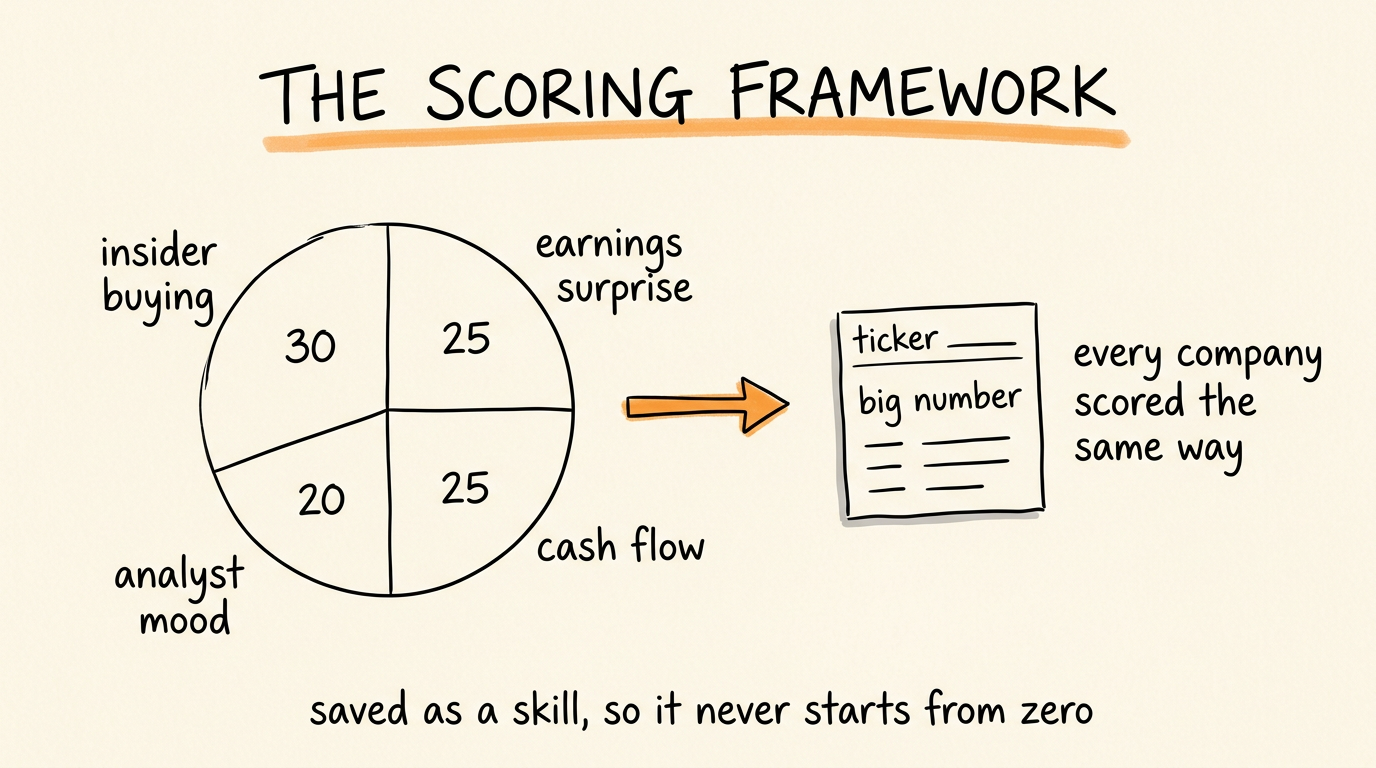 THE SCORING FRAMEWORK
insider
buying
earnings
surprise
30
25
20
25
analyst
mood
cash flow
ticker
big number
every company
scored the
same way
saved as a skill, so it never starts from zero